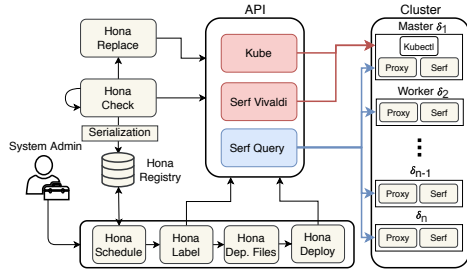 API
Cluster
Hona
Replace
Hona
Check
Serialization
System Admin
Hona
Registry
Kube
Serf Vivaldi
Serf Query
Master δ1
Kubectl
Proxy Serf
Worker δ2
Proxy Serf
δn-1
Proxy Serf
δn
Proxy Serf
Hona
Schedule
Hona
Label
Hona
Dep. Files
Hona
Deploy